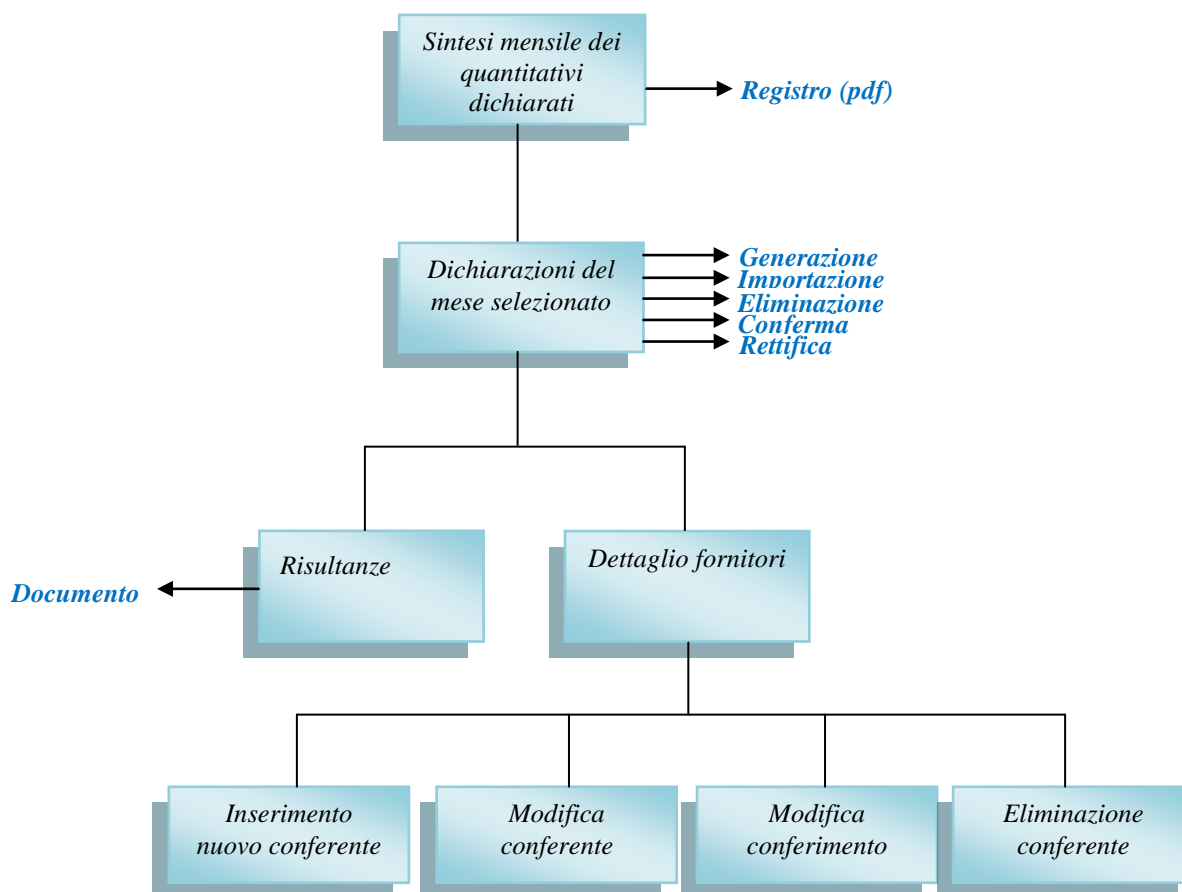 Sintesi mensile dei
quantitativi
dichiarati
Registro (pdf)
Dichiarazioni del
mese selezionato
Generazione
Importazione
Eliminazione
Conferma
Rettifica
Risultanze
Dettaglio fornitori
Documento
Inserimento
nuovo conferente
Modifica
conferente
Modifica
conferimento
Eliminazione
conferente